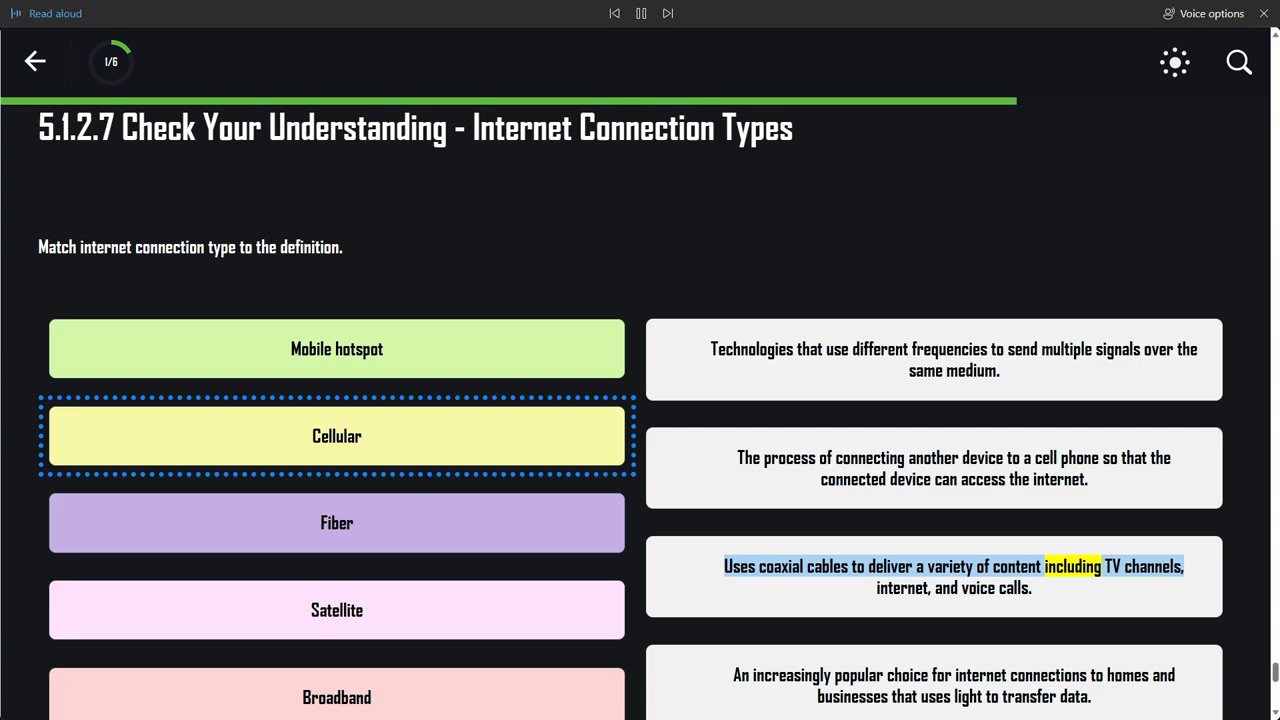 Read aloud
Voice options
1/6
5.1.2.7 Check Your Understanding - Internet Connection Types
Match internet connection type to the definition.
Mobile hotspot
Cellular
Fiber
Satellite
Broadband
Technologies that use different frequencies to send multiple signals over the
same medium.
The process of connecting another device to a cell phone so that the
connected device can access the internet.
Uses coaxial cables to deliver a variety of content including TV channels,
internet, and voice calls.
An increasingly popular choice for internet connections to homes and
businesses that uses light to transfer data.